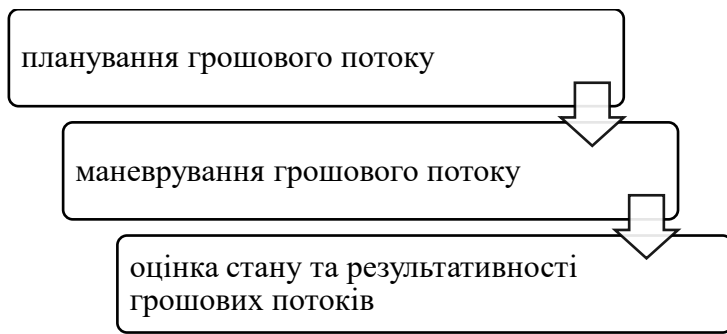 планування грошового потоку
маневрування грошового потоку
оцінка стану та результативності
грошових потоків